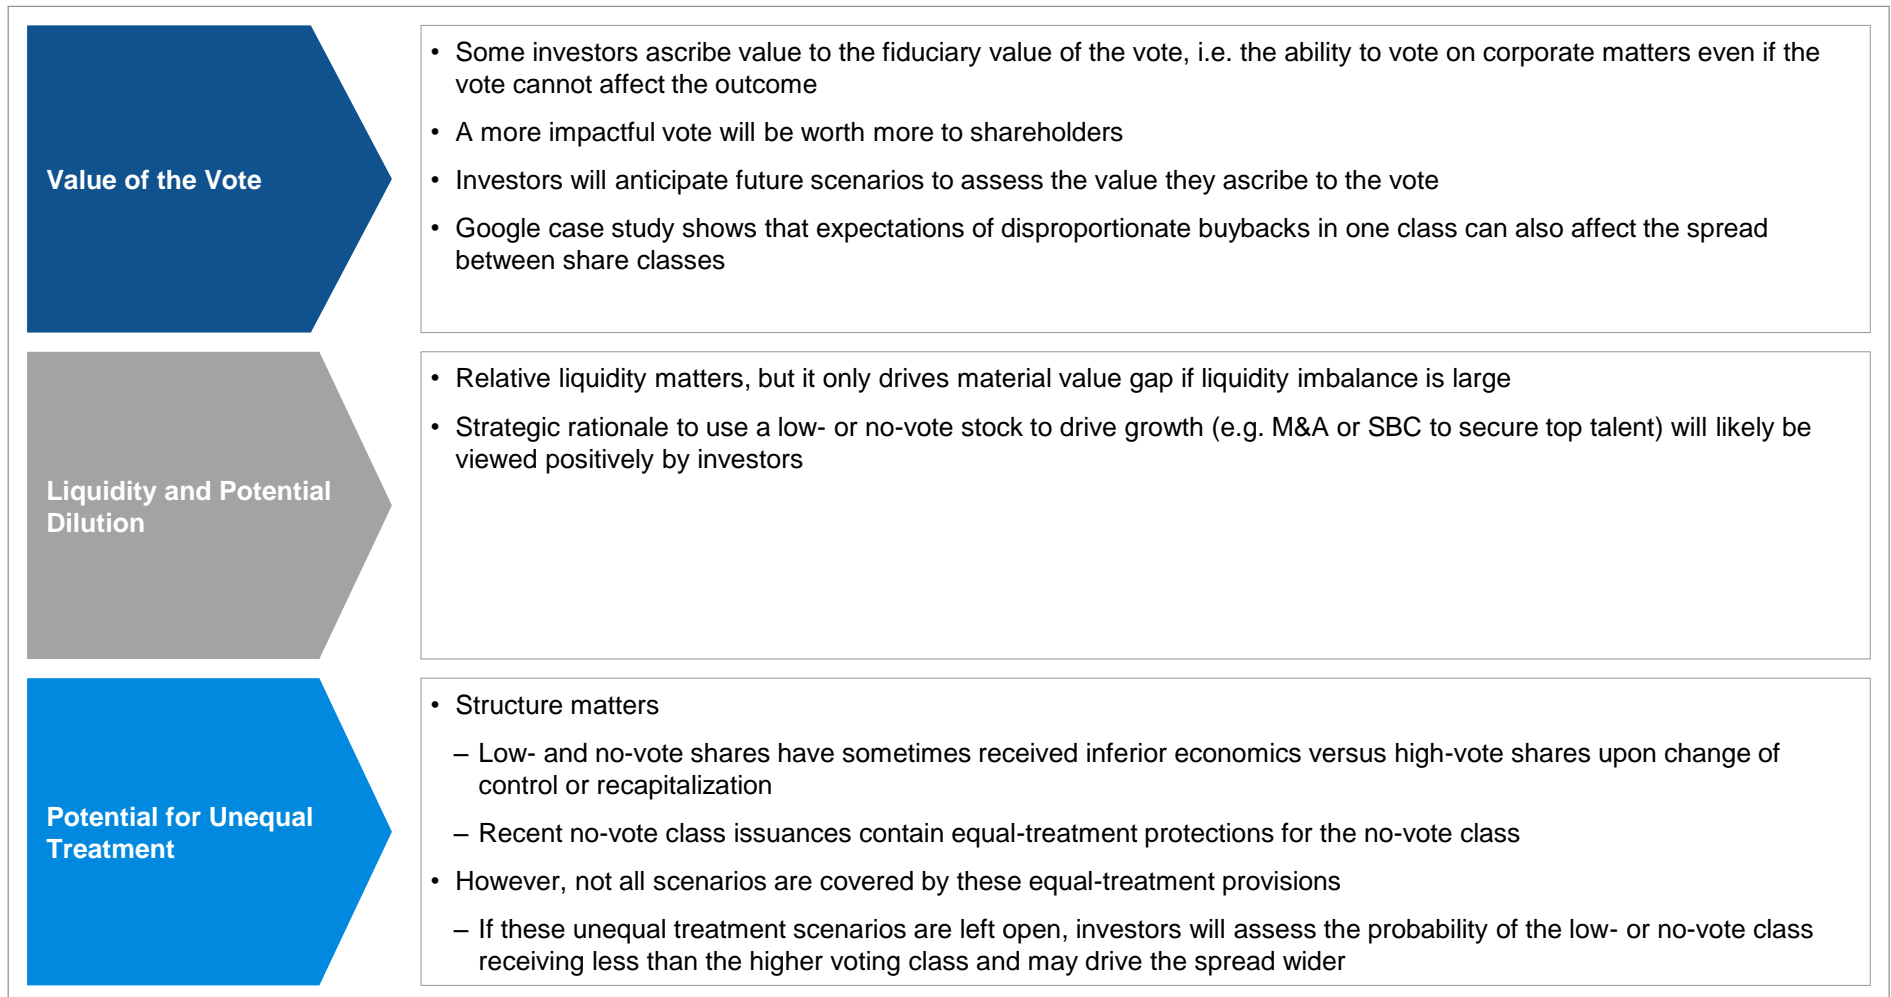 Value of the Vote
• Some investors ascribe value to the fiduciary value of the vote, i.e. the ability to vote on corporate matters even if the
vote cannot affect the outcome
• A more impactful vote will be worth more to shareholders
• Investors will anticipate future scenarios to assess the value they ascribe to the vote
• Google case study shows that expectations of disproportionate buybacks in one class can also affect the spread
between share classes
Liquidity and Potential
Dilution
• Relative liquidity matters, but it only drives material value gap if liquidity imbalance is large
• Strategic rationale to use a low- or no-vote stock to drive growth (e.g. M&A or SBC to secure top talent) will likely be
viewed positively by investors
Potential for Unequal
Treatment
• Structure matters
– Low- and no-vote shares have sometimes received inferior economics versus high-vote shares upon change of
control or recapitalization
– Recent no-vote class issuances contain equal-treatment protections for the no-vote class
• However, not all scenarios are covered by these equal-treatment provisions
– If these unequal treatment scenarios are left open, investors will assess the probability of the low- or no-vote class
receiving less than the higher voting class and may drive the spread wider